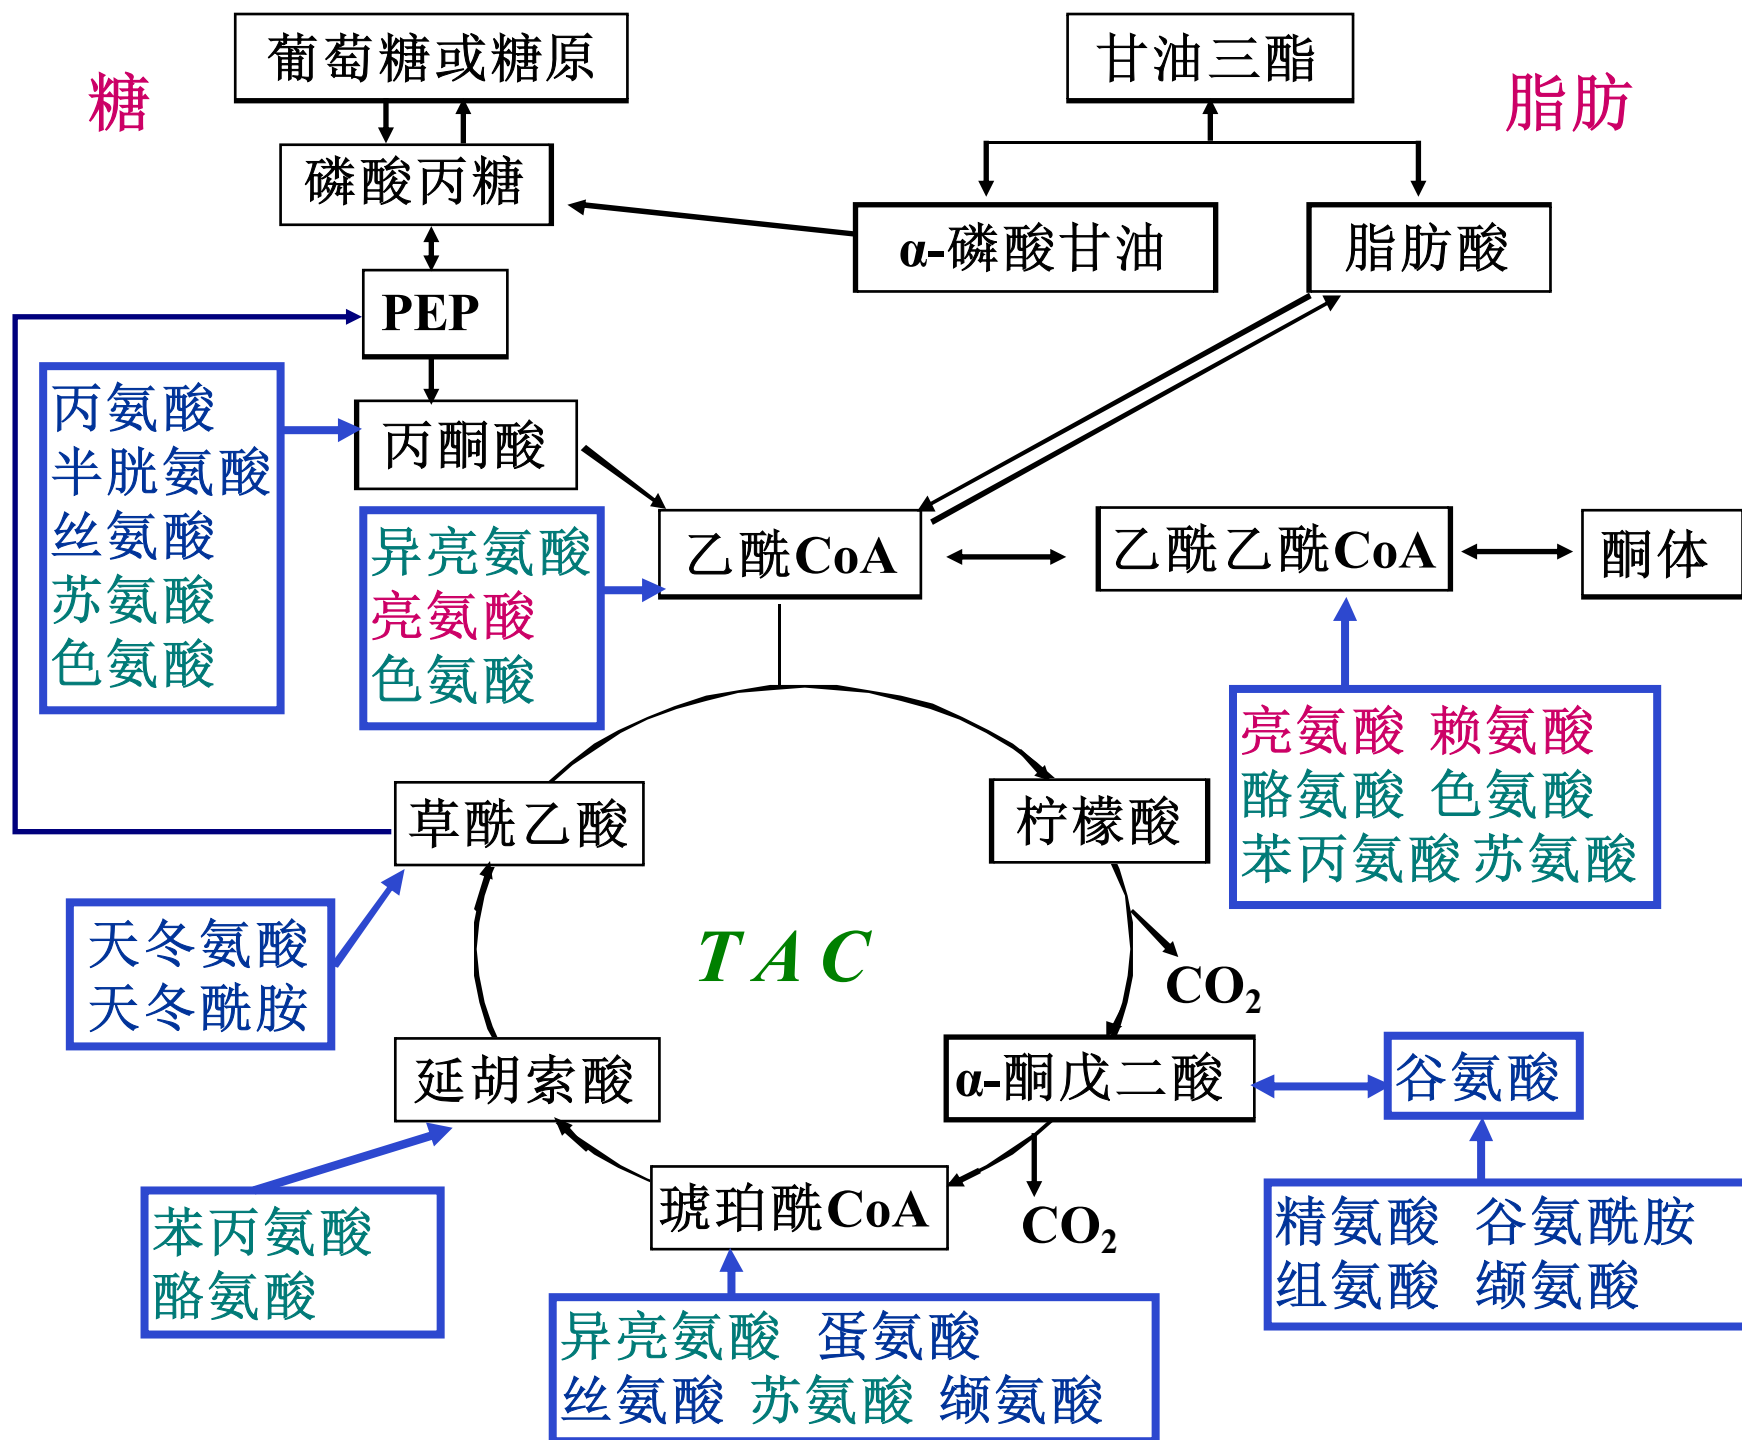 葡萄糖或糖原
甘油三酯
糖
脂肪
磷酸丙糖
α-磷酸甘油
脂肪酸
PEP
丙氨酸
半胱氨酸
丝氨酸
苏氨酸
色氨酸
丙酮酸
异亮氨酸
亮氨酸
色氨酸
乙酰CoA
乙酰乙酰CoA
酮体
亮氨酸 赖氨酸
酪氨酸 色氨酸
苯丙氨酸 苏氨酸
草酰乙酸
柠檬酸
天冬氨酸
天冬酰胺
TAC
CO₂
延胡索酸
α-酮戊二酸
谷氨酸
苯丙氨酸
酪氨酸
琥珀酰CoA
CO₂
精氨酸 谷氨酰胺
组氨酸 缬氨酸
异亮氨酸 蛋氨酸
丝氨酸 苏氨酸 缬氨酸